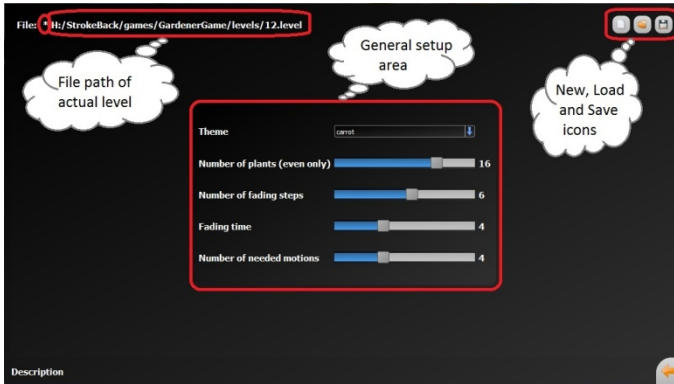 File: * H:/StrokeBack/games/GardenerGame/levels/12.level
File path of
actual level
General setup
area
New, Load
and Save
icons
Theme carrot
Number of plants (even only) 16
Number of fading steps 6
Fading time 4
Number of needed motions 4
Description